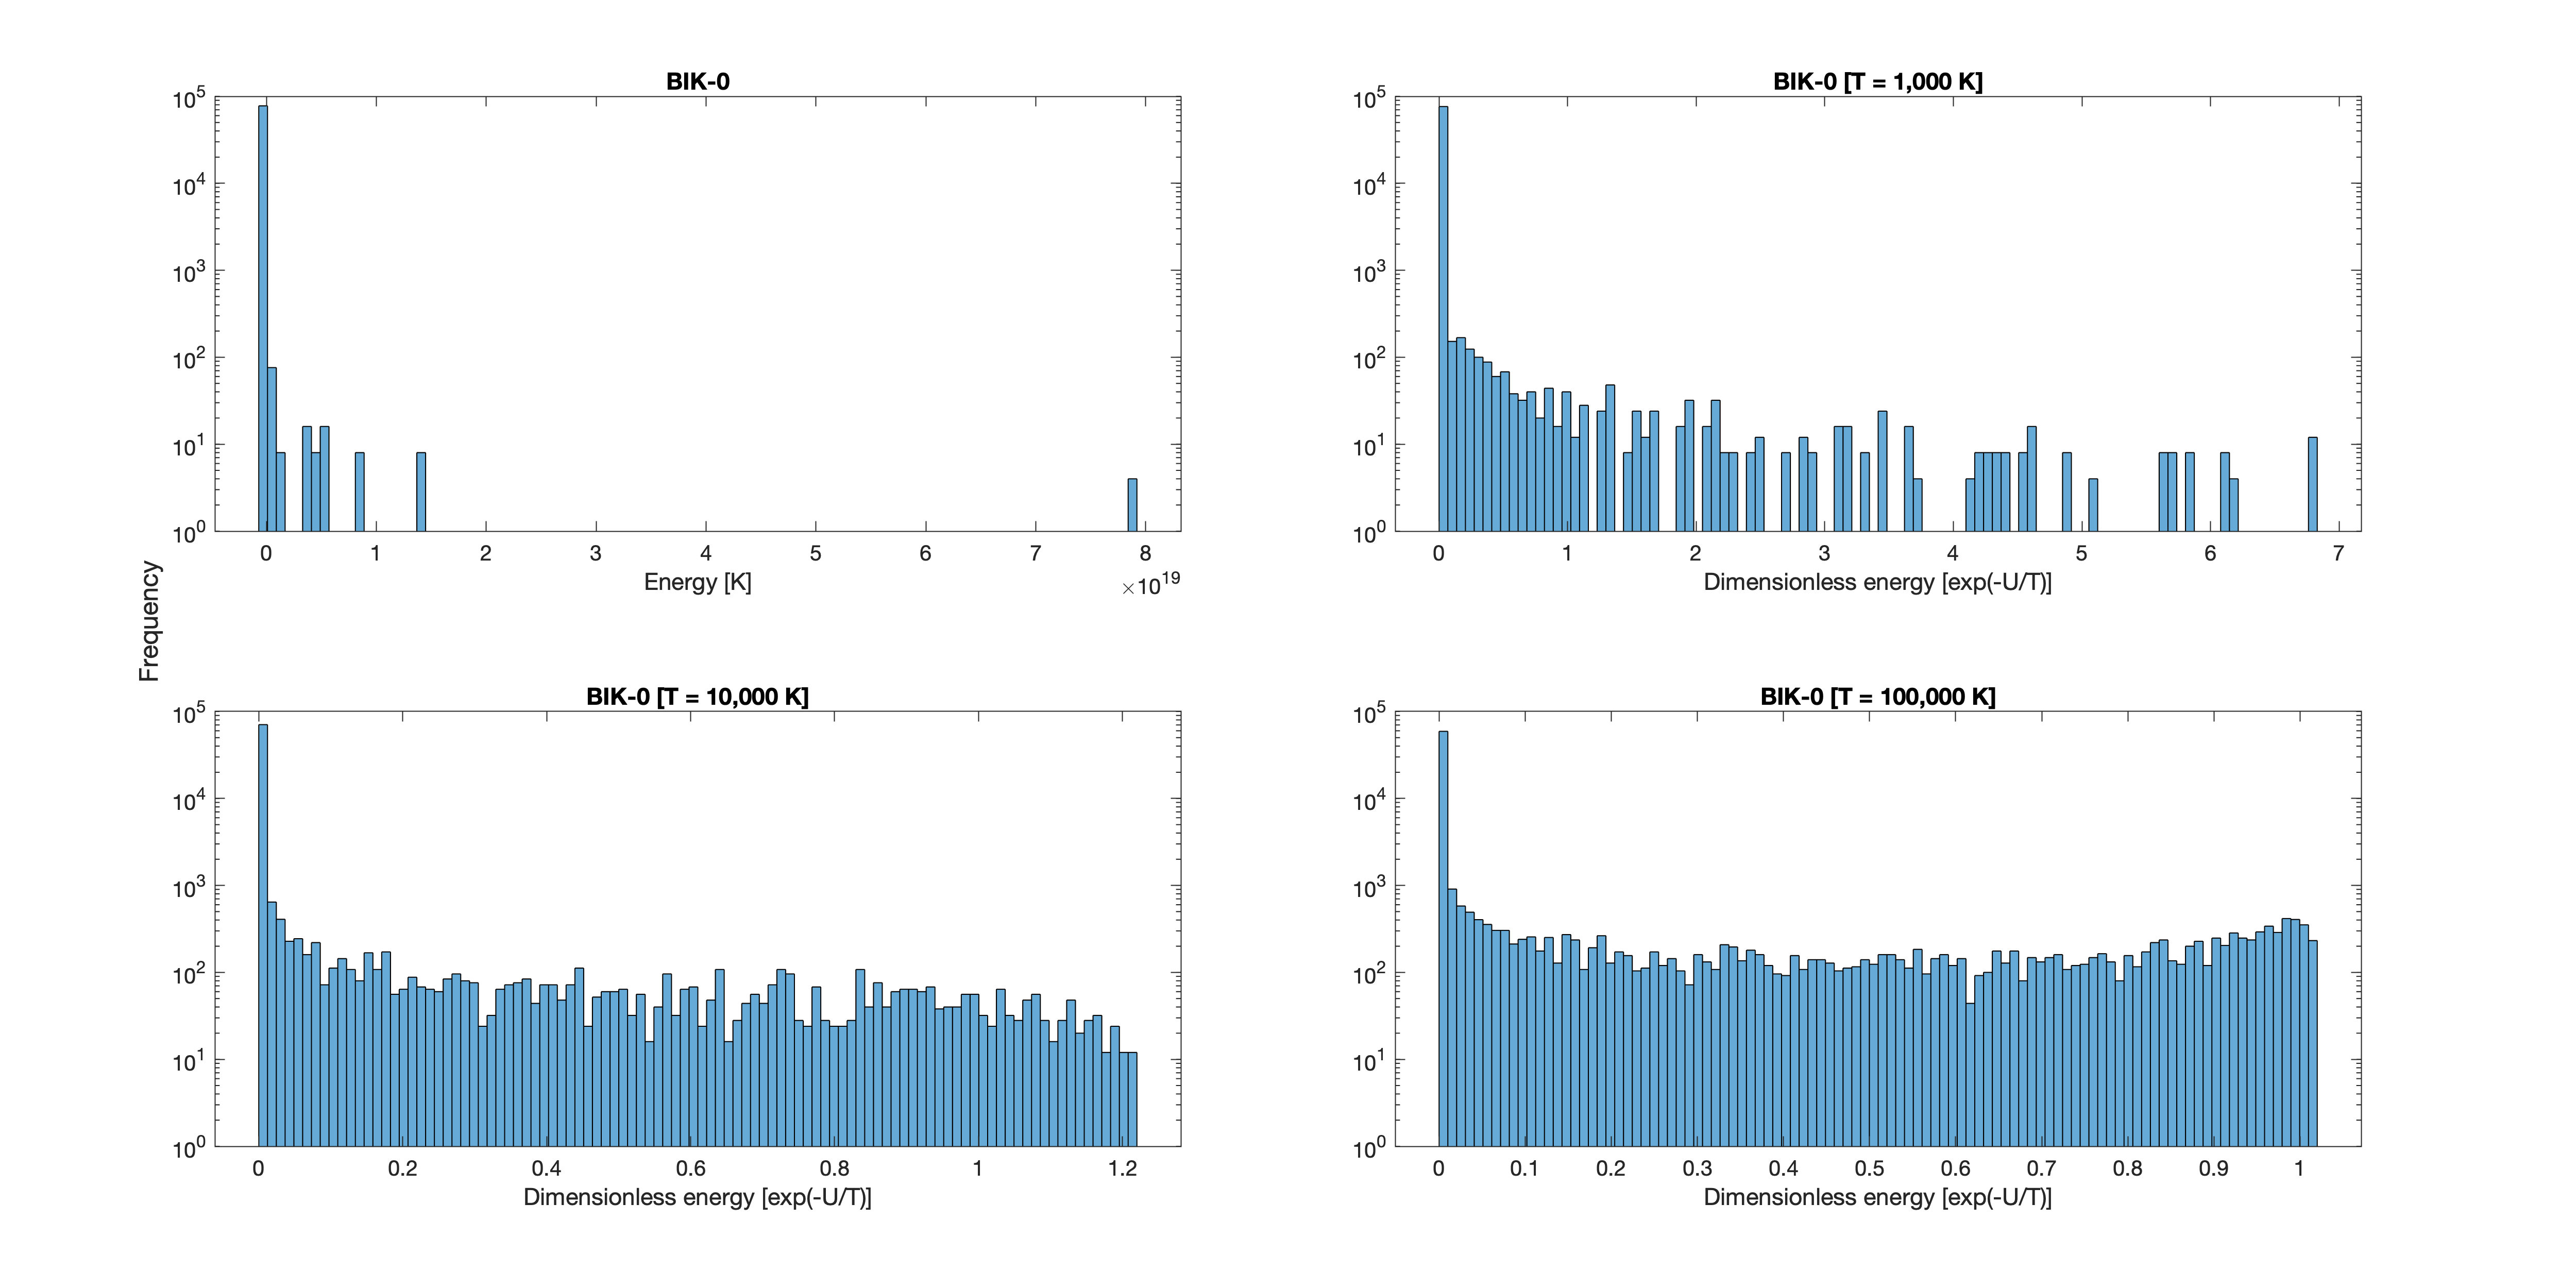 BIK-0
10^5
10^4
10^3
10^2
10^1
10^0
0 1 2 3 4 5 6 7 8
Energy [K]
×10^19
BIK-0 [T = 1,000 K]
10^5
10^4
10^3
10^2
10^1
10^0
0 1 2 3 4 5 6 7
Dimensionless energy [exp(-U/T)]
Frequency
BIK-0 [T = 10,000 K]
10^5
10^4
10^3
10^2
10^1
10^0
0 0.2 0.4 0.6 0.8 1 1.2
Dimensionless energy [exp(-U/T)]
BIK-0 [T = 100,000 K]
10^5
10^4
10^3
10^2
10^1
10^0
0 0.1 0.2 0.3 0.4 0.5 0.6 0.7 0.8 0.9 1
Dimensionless energy [exp(-U/T)]